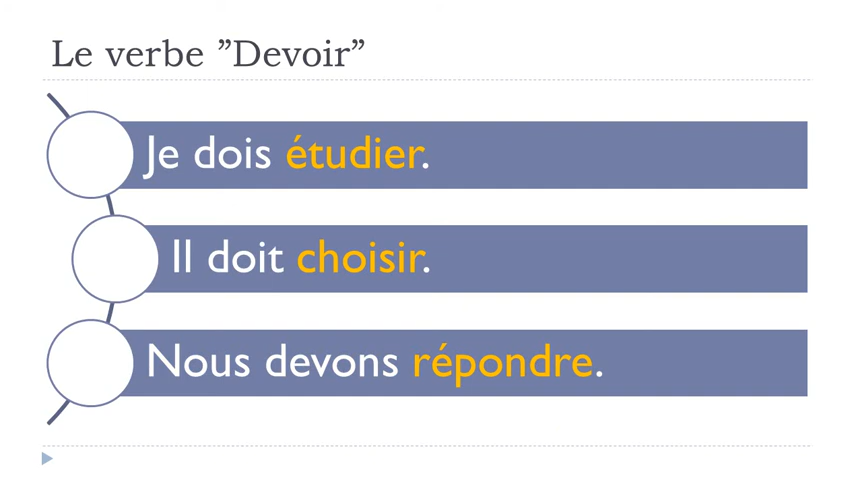 Le verbe ”Devoir”
Je dois étudier.
Il doit choisir.
Nous devons répondre.